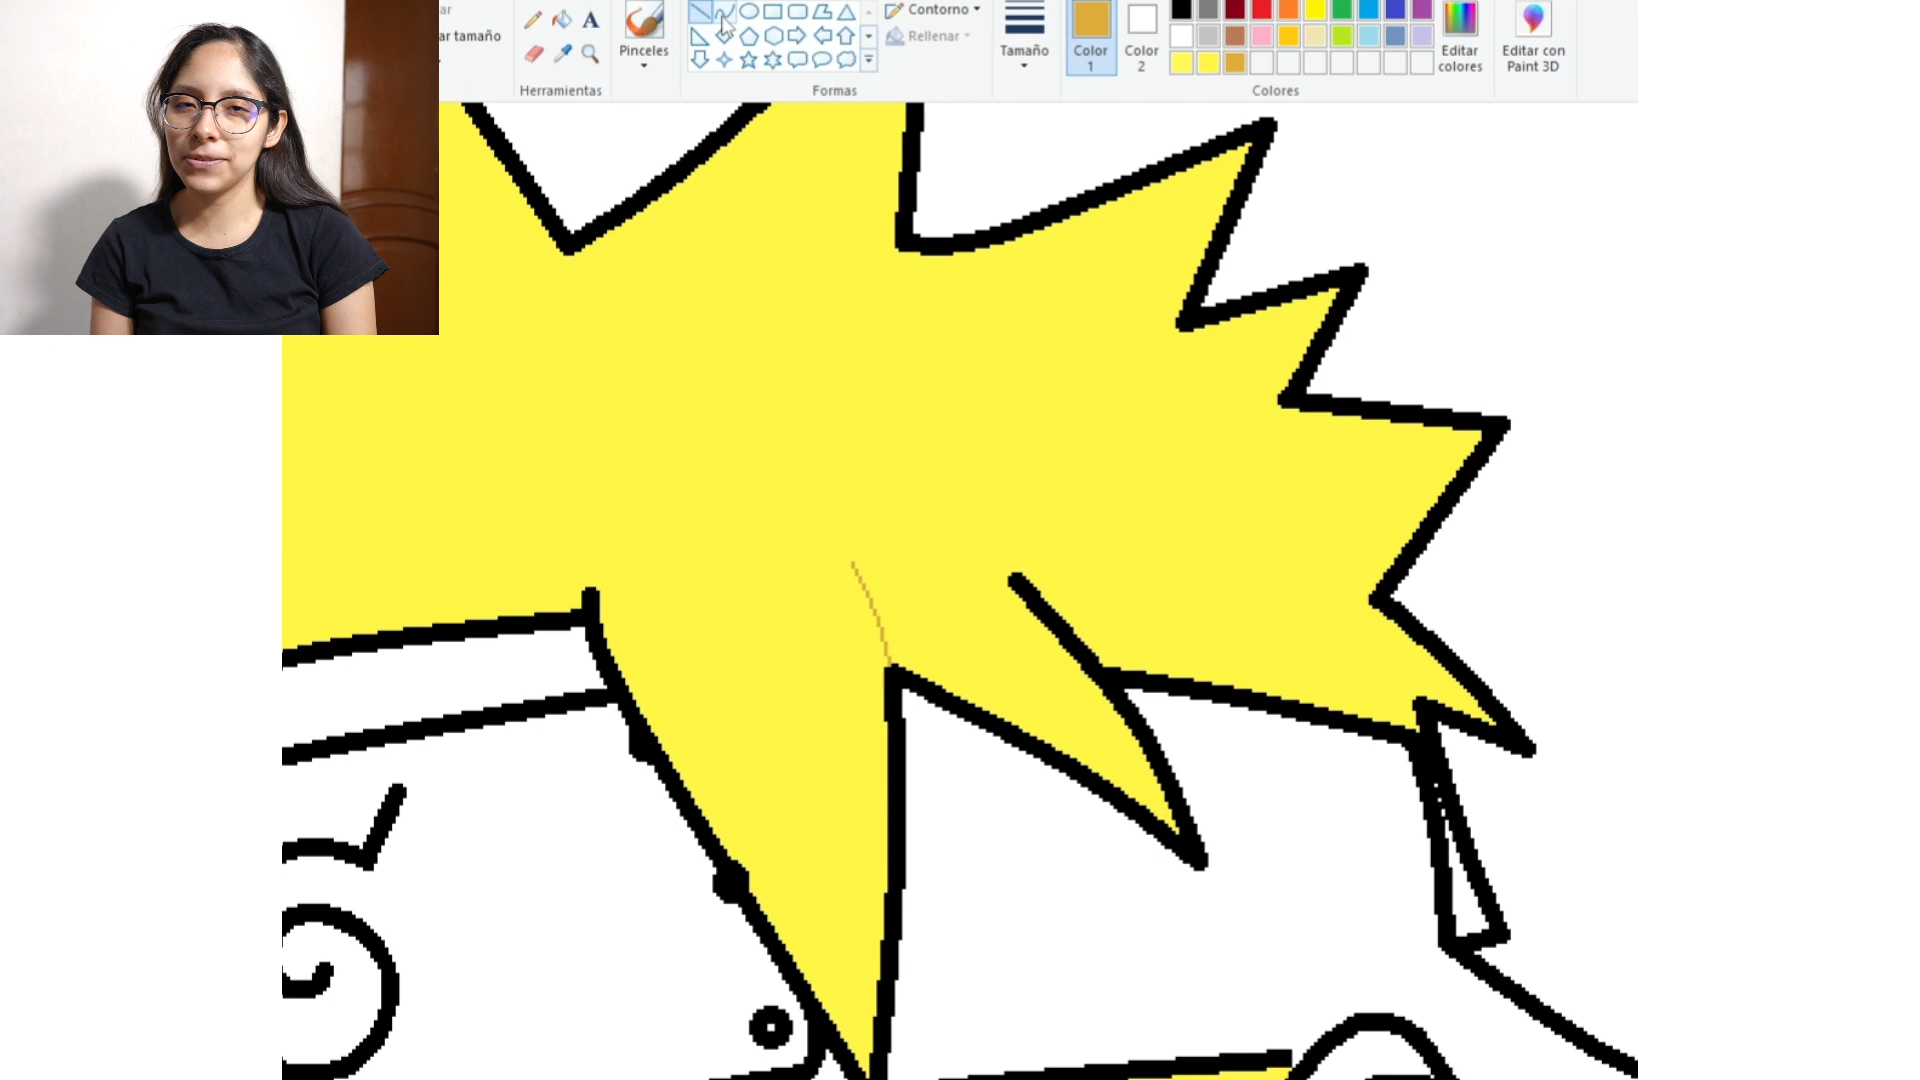 ar
ar tamaño
A
Herramientas
Pinceles
Formas
Contorno
Rellenar
Tamaño
Color
1
Color
2
Colores
Editar
colores
Editar con
Paint 3D